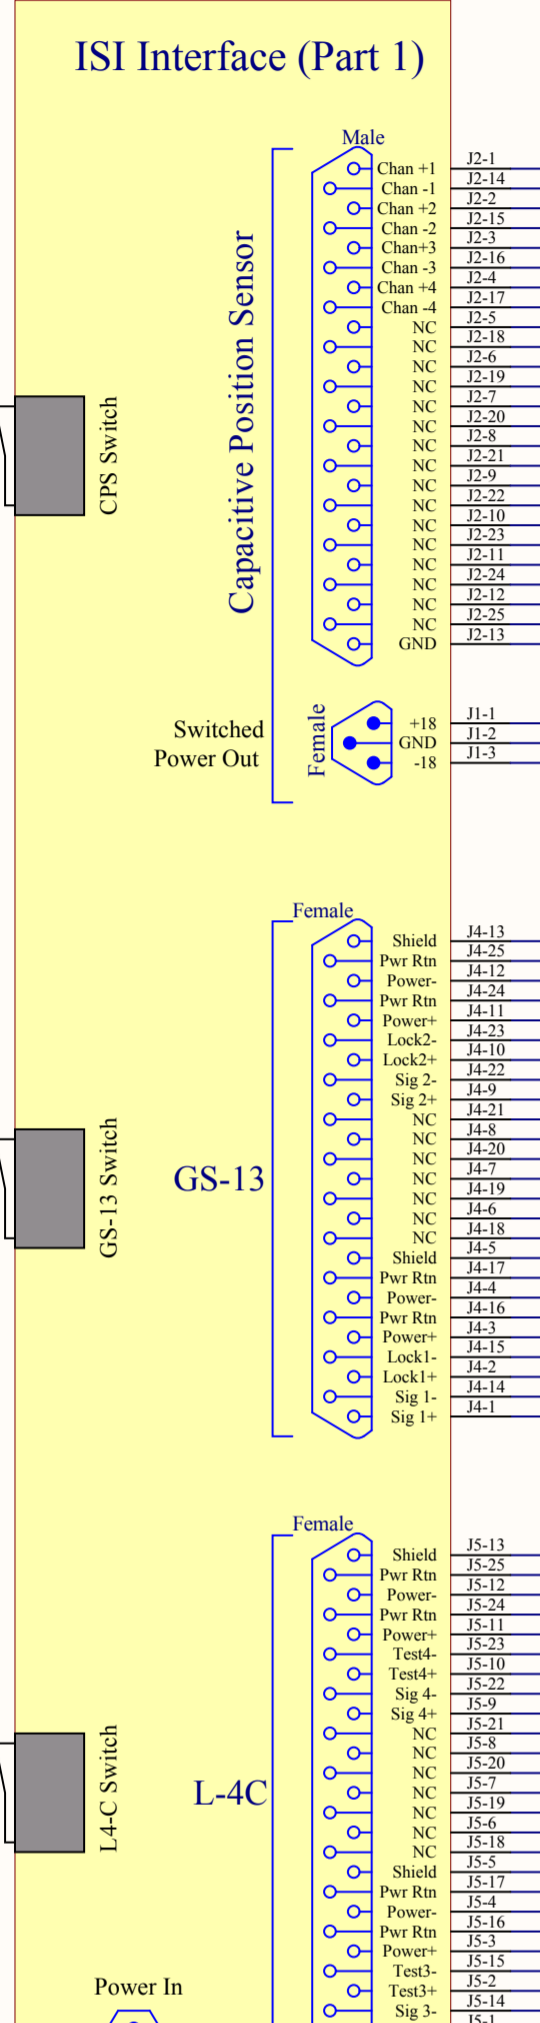 ISI Interface (Part 1)
Male
Chan +1 J2-1
Chan -1 J2-14
Chan +2 J2-2
Chan -2 J2-15
Chan+3 J2-3
Chan -3 J2-16
Chan +4 J2-4
Chan -4 J2-17
NC J2-5
NC J2-18
NC J2-6
NC J2-19
NC J2-7
NC J2-20
NC J2-8
NC J2-21
NC J2-9
NC J2-22
NC J2-10
NC J2-23
NC J2-11
NC J2-24
NC J2-12
NC J2-25
GND J2-13
Capacitive Position Sensor
CPS Switch
Switched
Power Out
Female
+18 J1-1
GND J1-2
-18 J1-3
Female
Shield J4-13
Pwr Rtn J4-25
Power- J4-12
Pwr Rtn J4-24
Power+ J4-11
Lock2- J4-23
Lock2+ J4-10
Sig 2- J4-22
Sig 2+ J4-9
NC J4-21
NC J4-8
NC J4-20
NC J4-7
NC J4-19
NC J4-6
NC J4-18
Shield J4-5
Pwr Rtn J4-17
Power- J4-4
Pwr Rtn J4-16
Power+ J4-3
Lock1- J4-15
Lock1+ J4-2
Sig 1- J4-14
Sig 1+ J4-1
GS-13
GS-13 Switch
Female
Shield J5-13
Pwr Rtn J5-25
Power- J5-12
Pwr Rtn J5-24
Power+ J5-11
Test4- J5-23
Test4+ J5-10
Sig 4- J5-22
Sig 4+ J5-9
NC J5-21
NC J5-8
NC J5-20
NC J5-7
NC J5-19
NC J5-6
NC J5-18
Shield J5-5
Pwr Rtn J5-17
Power- J5-4
Pwr Rtn J5-16
Power+ J5-3
Test3- J5-15
Test3+ J5-2
Sig 3- J5-14
J5-1
L-4C
L4-C Switch
Power In